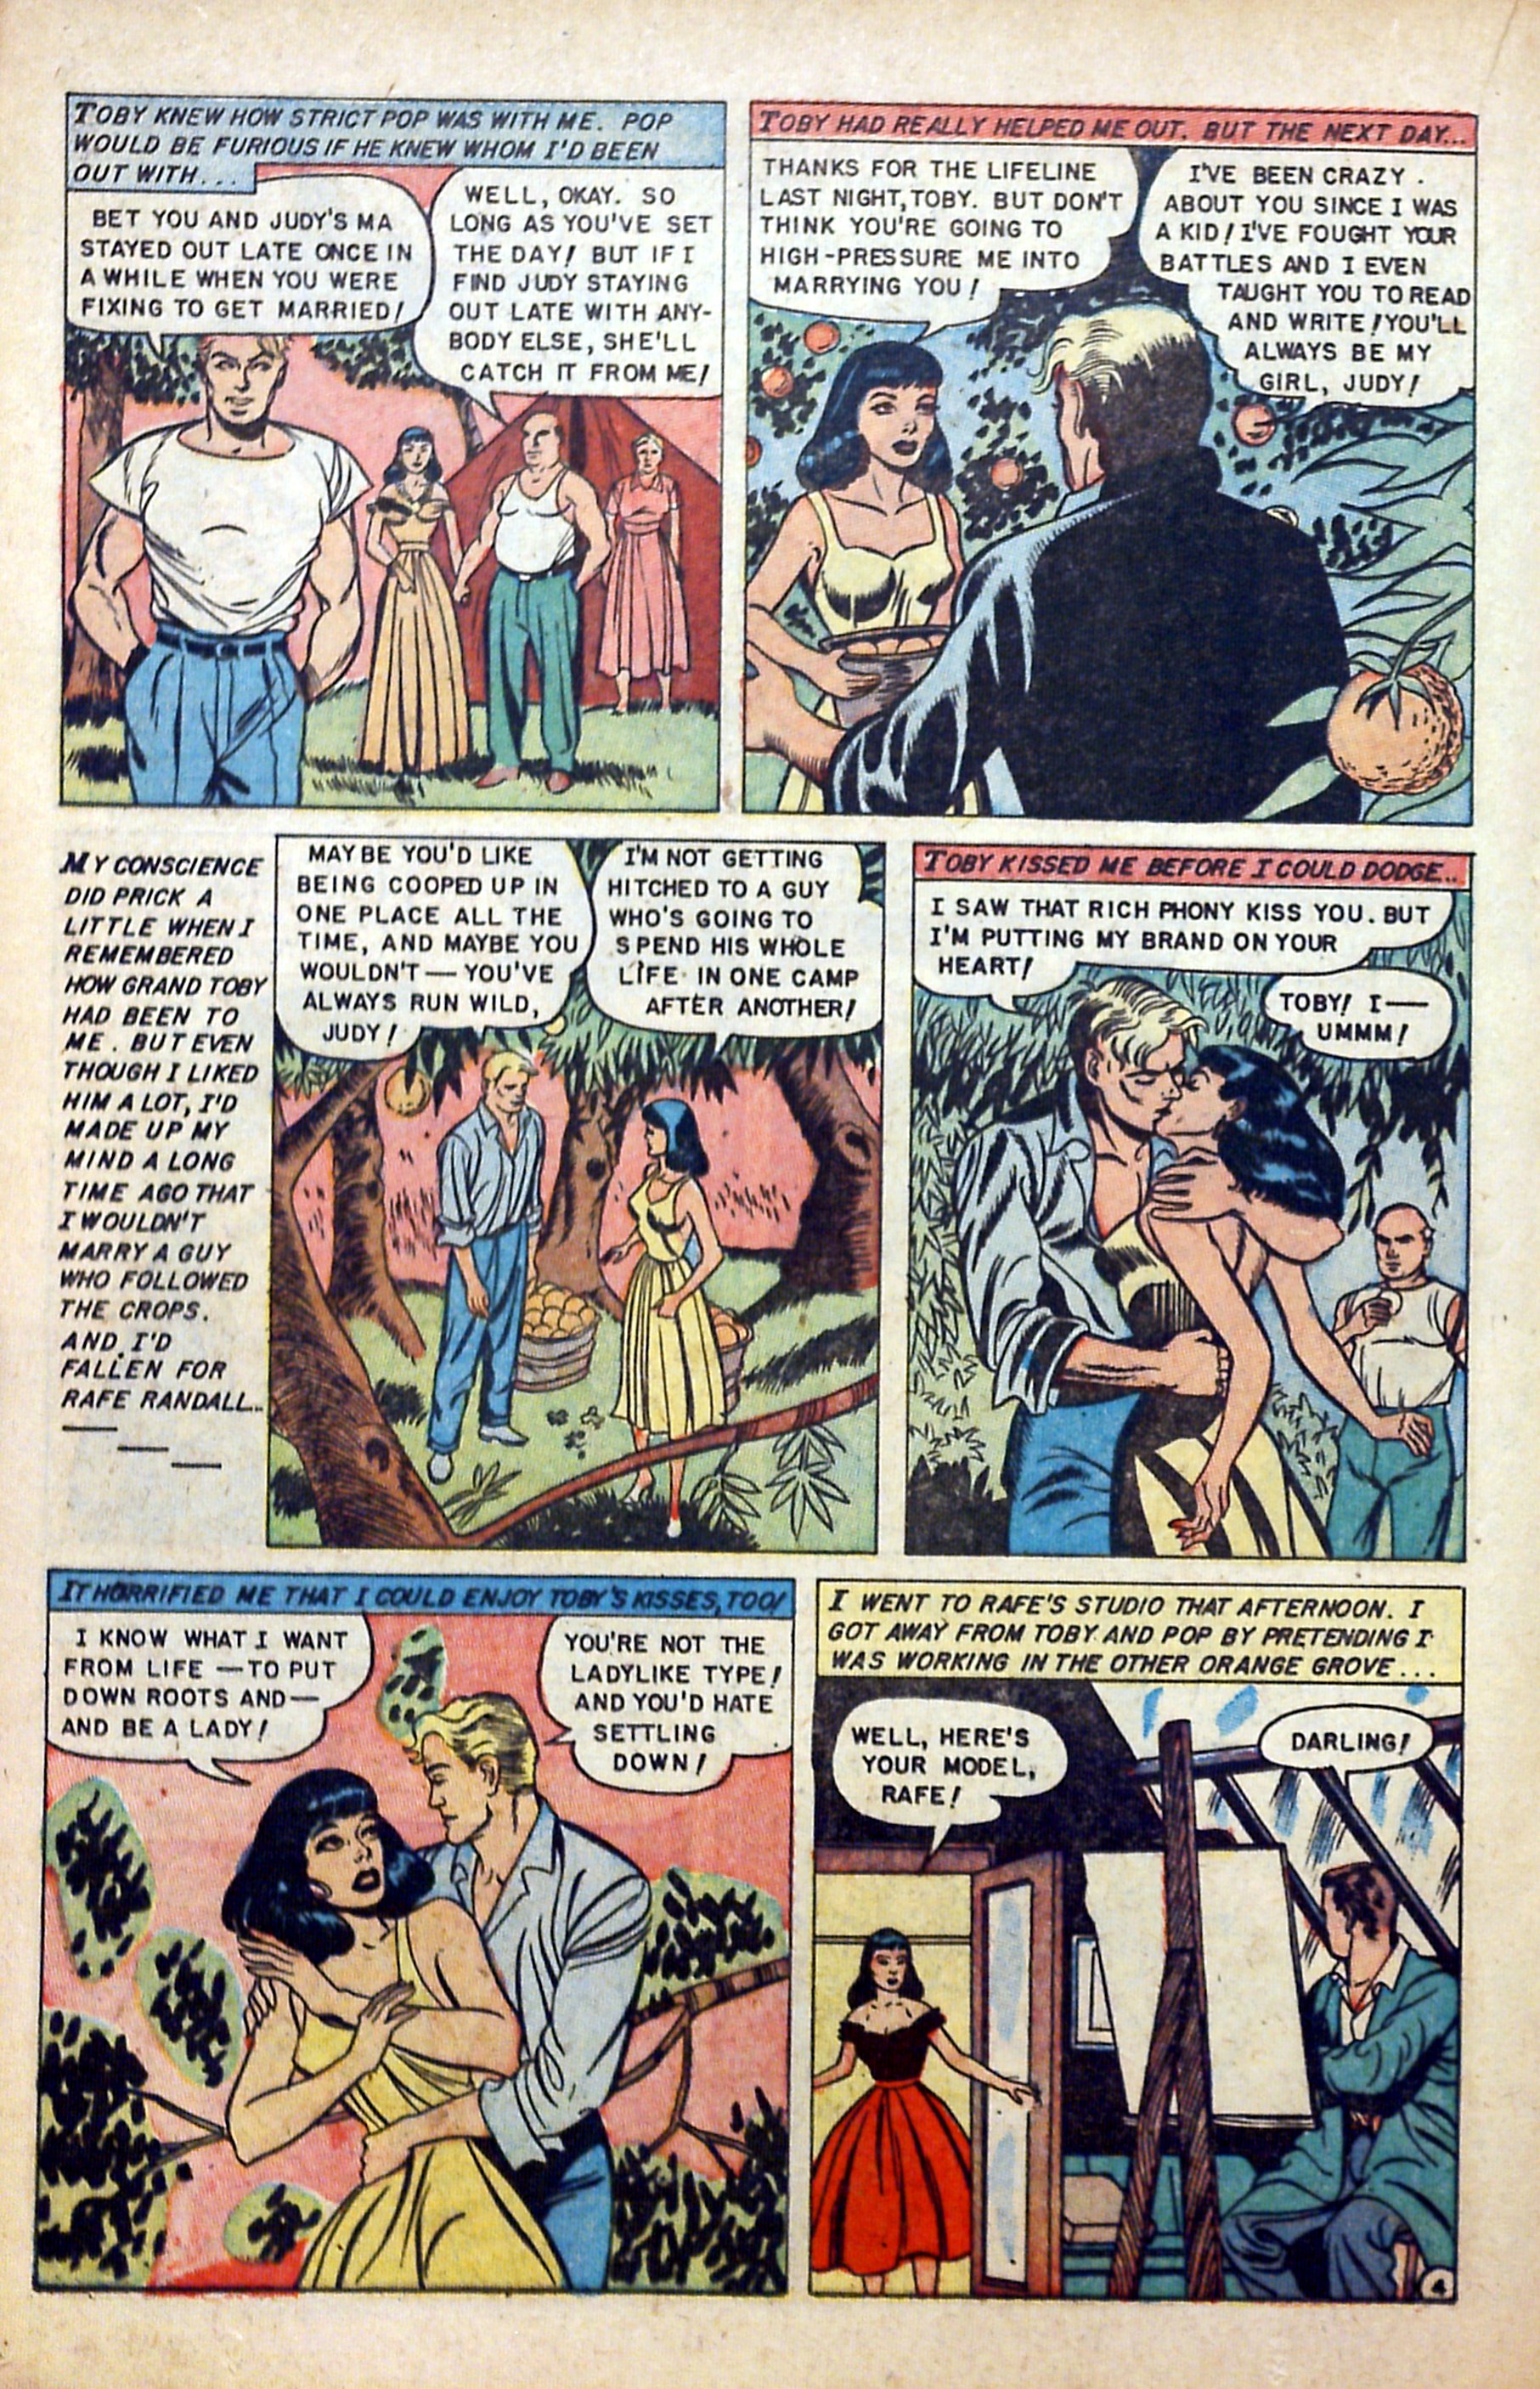 TOBY KNEW HOW STRICT POP WAS WITH ME. POP
WOULD BE FURIOUS IF HE KNEW WHOM I'D BEEN
OUT WITH...
BET YOU AND JUDY'S MA
STAYED OUT LATE ONCE IN
A WHILE WHEN YOU WERE
FIXING TO GET MARRIED!
WELL, OKAY. SO
LONG AS YOU'VE SET
THE DAY! BUT IF I
FIND JUDY STAYING
OUT LATE WITH ANY-
BODY ELSE, SHE'LL
CATCH IT FROM ME!
TOBY HAD REALLY HELPED ME OUT. BUT THE NEXT DAY...
THANKS FOR THE LIFELINE
LAST NIGHT, TOBY. BUT DON'T
THINK YOU'RE GOING TO
HIGH-PRESSURE ME INTO
MARRYING YOU!
I'VE BEEN CRAZY .
ABOUT YOU SINCE I WAS
A KID! I'VE FOUGHT YOUR
BATTLES AND I EVEN
TAUGHT YOU TO READ
AND WRITE! YOU'LL
ALWAYS BE MY
GIRL, JUDY!
MY CONSCIENCE
DID PRICK A
LITTLE WHEN I
REMEMBERED
HOW GRAND TOBY
HAD BEEN TO
ME. BUT EVEN
THOUGH I LIKED
HIM A LOT, I'D
MADE UP MY
MIND A LONG
TIME AGO THAT
I WOULDN'T
MARRY A GUY
WHO FOLLOWED
THE CROPS.
AND, I'D
FALLEN FOR
RAFE RANDALL..
MAYBE YOU'D LIKE
BEING COOPED UP IN
ONE PLACE ALL THE
TIME, AND MAYBE YOU
WOULDN'T — YOU'VE
ALWAYS RUN WILD,
JUDY!
I'M NOT GETTING
HITCHED TO A GUY
WHO'S GOING TO
SPEND HIS WHOLE
LIFE IN ONE CAMP
AFTER ANOTHER!
TOBY KISSED ME BEFORE I COULD DODGE..
I SAW THAT RICH PHONY KISS YOU. BUT
I'M PUTTING MY BRAND ON YOUR
HEART!
TOBY! I—
UMMM!
IT HORRIFIED ME THAT I COULD ENJOY TOBY'S KISSES, TOO!
I KNOW WHAT I WANT
FROM LIFE — TO PUT
DOWN ROOTS AND—
AND BE A LADY!
YOU'RE NOT THE
LADYLIKE TYPE!
AND YOU'D HATE
SETTLING
DOWN!
I WENT TO RAFE'S STUDIO THAT AFTERNOON. I
GOT AWAY FROM TOBY AND POP BY PRETENDING I
WAS WORKING IN THE OTHER ORANGE GROVE...
WELL, HERE'S
YOUR MODEL,
RAFE!
DARLING!
4